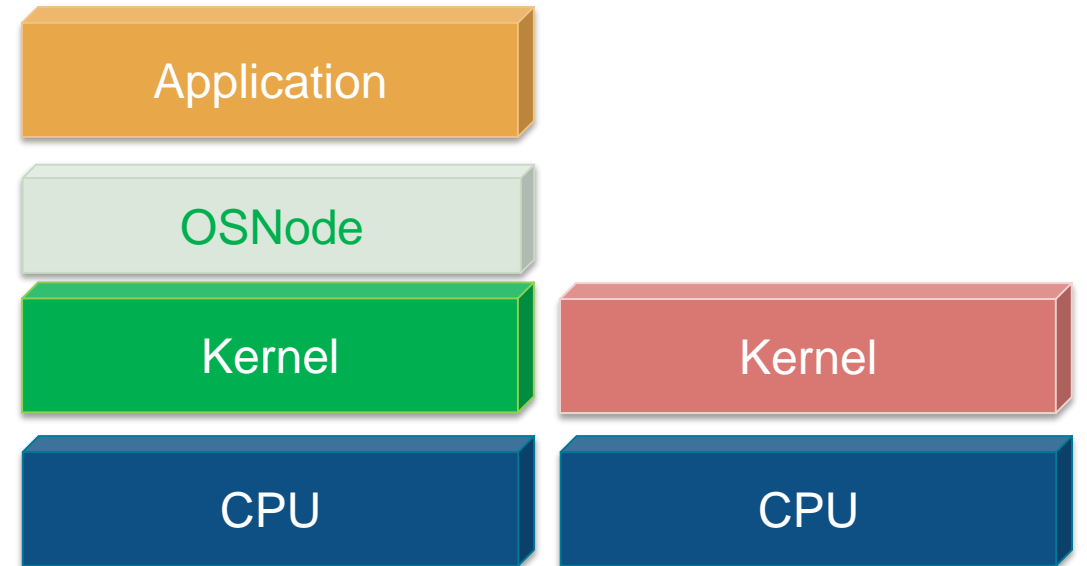 Application
OSNode
Kernel
Kernel
CPU
CPU